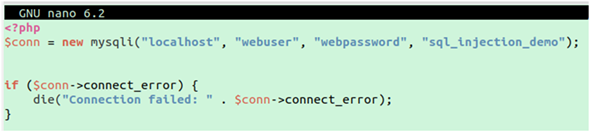 GNU nano 6.2
<?php
$conn = new mysqli("localhost", "webuser", "webpassword", "sql_injection_demo");
if ($conn->connect_error) {
    die("Connection failed: " . $conn->connect_error);
}